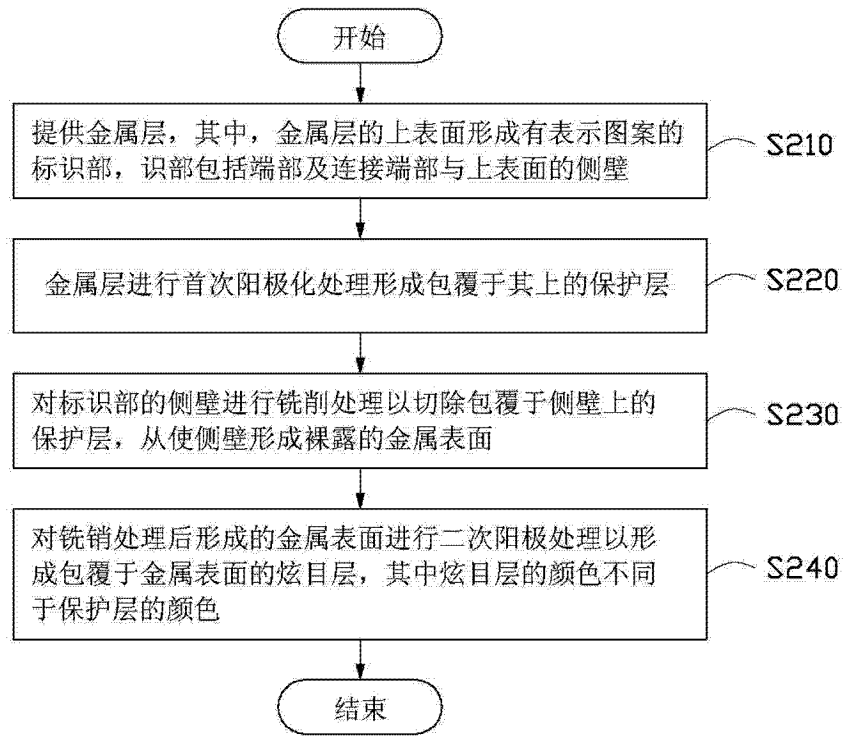 开始
提供金属层，其中，金属层的上表面形成有表示图案的
标识部，识部包括端部及连接端部与上表面的侧壁
S210
金属层进行首次阳极化处理形成包覆于其上的保护层
S220
对标识部的侧壁进行铣削处理以切除包覆于侧壁上的
保护层，从使侧壁形成裸露的金属表面
S230
对铣销处理后形成的金属表面进行二次阳极处理以形
成包覆于金属表面的炫目层，其中炫目层的颜色不同
于保护层的颜色
S240
结束